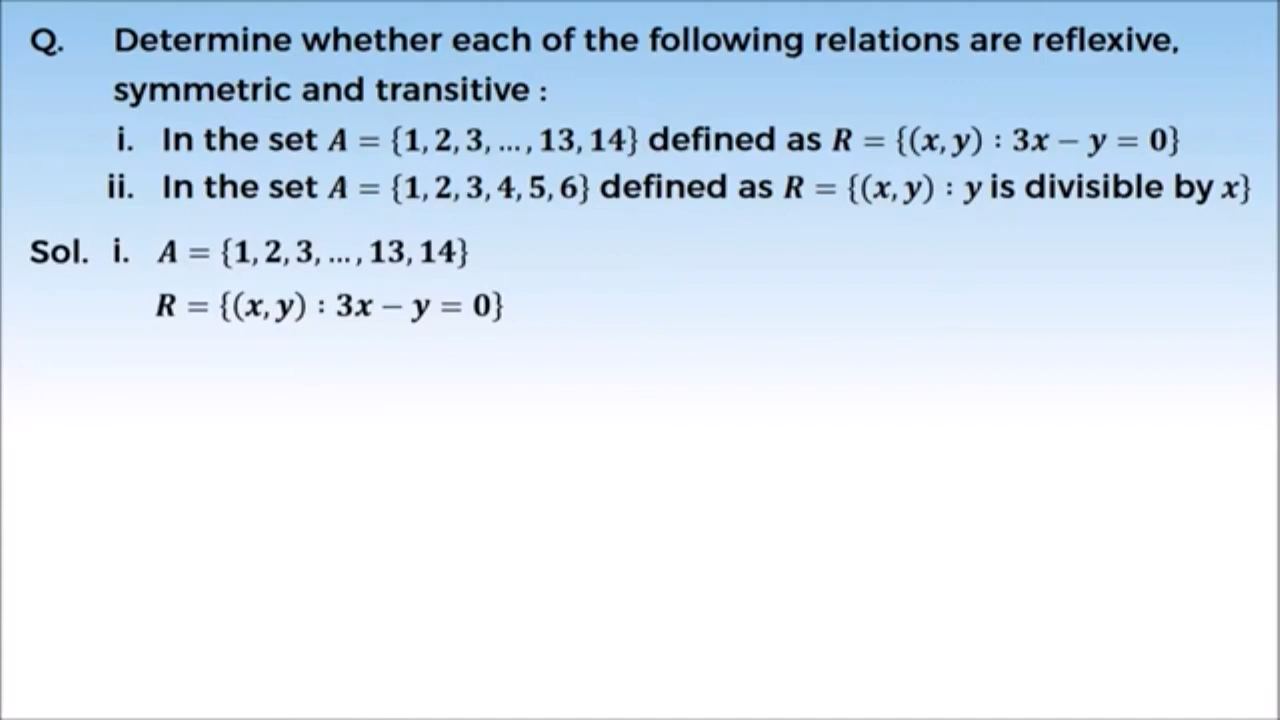 Q. Determine whether each of the following relations are reflexive,
symmetric and transitive :
i. In the set A = {1, 2, 3, ..., 13, 14} defined as R = {(x, y) : 3x − y = 0}
ii. In the set A = {1, 2, 3, 4, 5, 6} defined as R = {(x, y) : y is divisible by x}
Sol. i. A = {1, 2, 3, ..., 13, 14}
R = {(x, y) : 3x − y = 0}